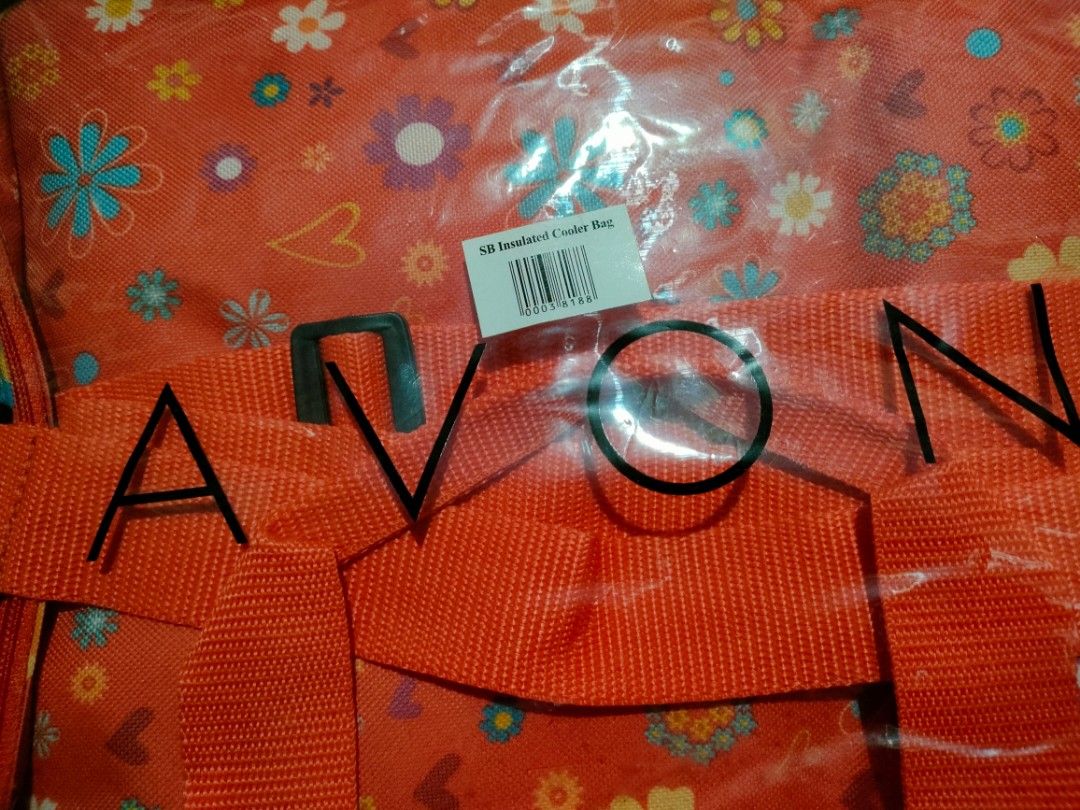 SB Insulated Cooler Bag
00038188
AVON